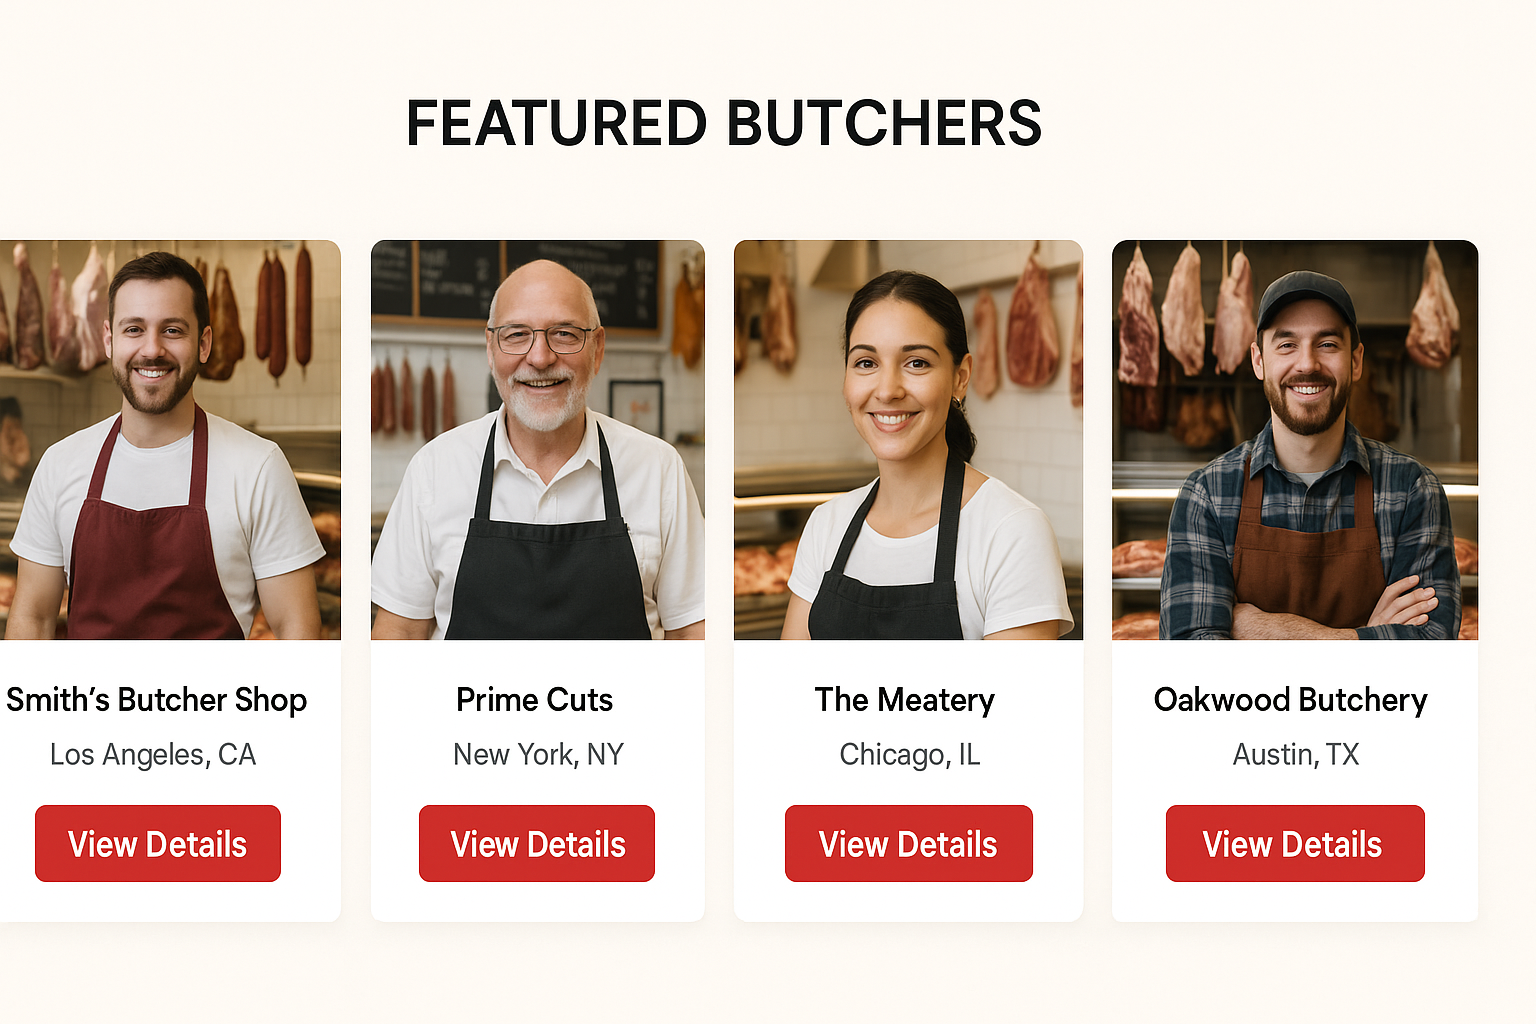 FEATURED BUTCHERS
Smith's Butcher Shop
Los Angeles, CA
View Details
Prime Cuts
New York, NY
View Details
The Meatery
Chicago, IL
View Details
Oakwood Butchery
Austin, TX
View Details